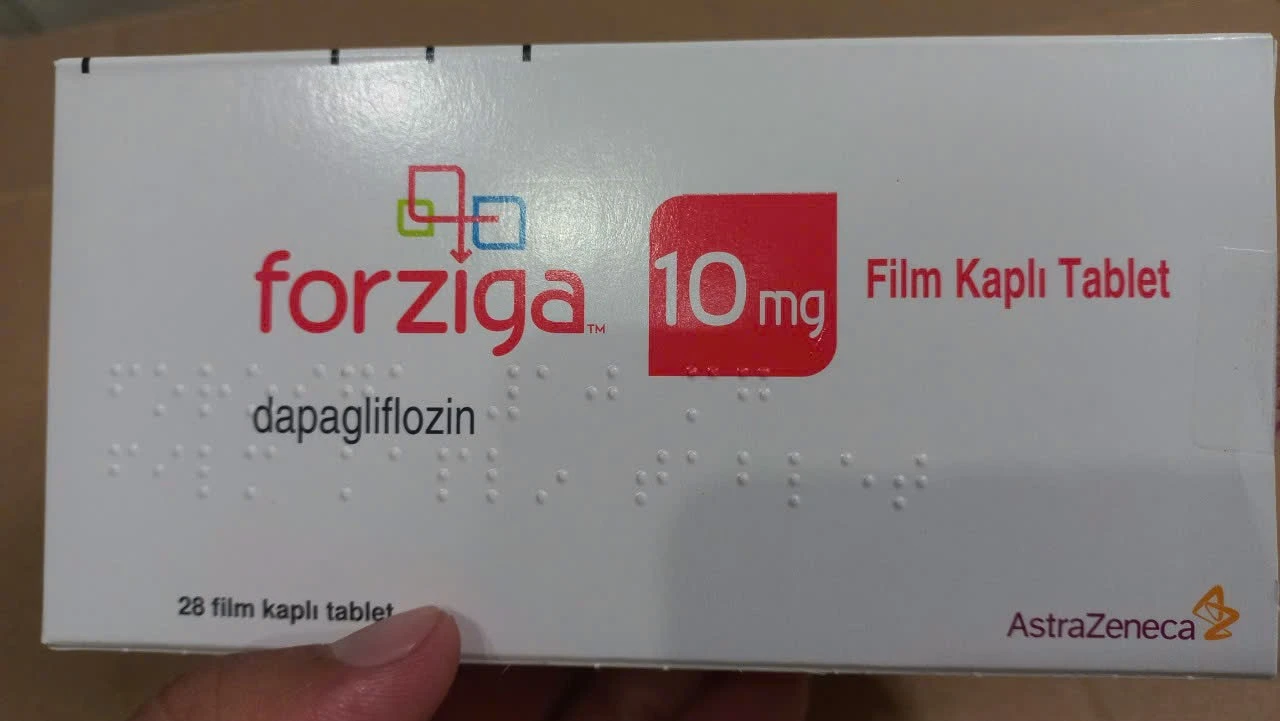 forziga™
10 mg
Film Kaplı Tablet
dapagliflozin
28 film kaplı tablet
AstraZeneca